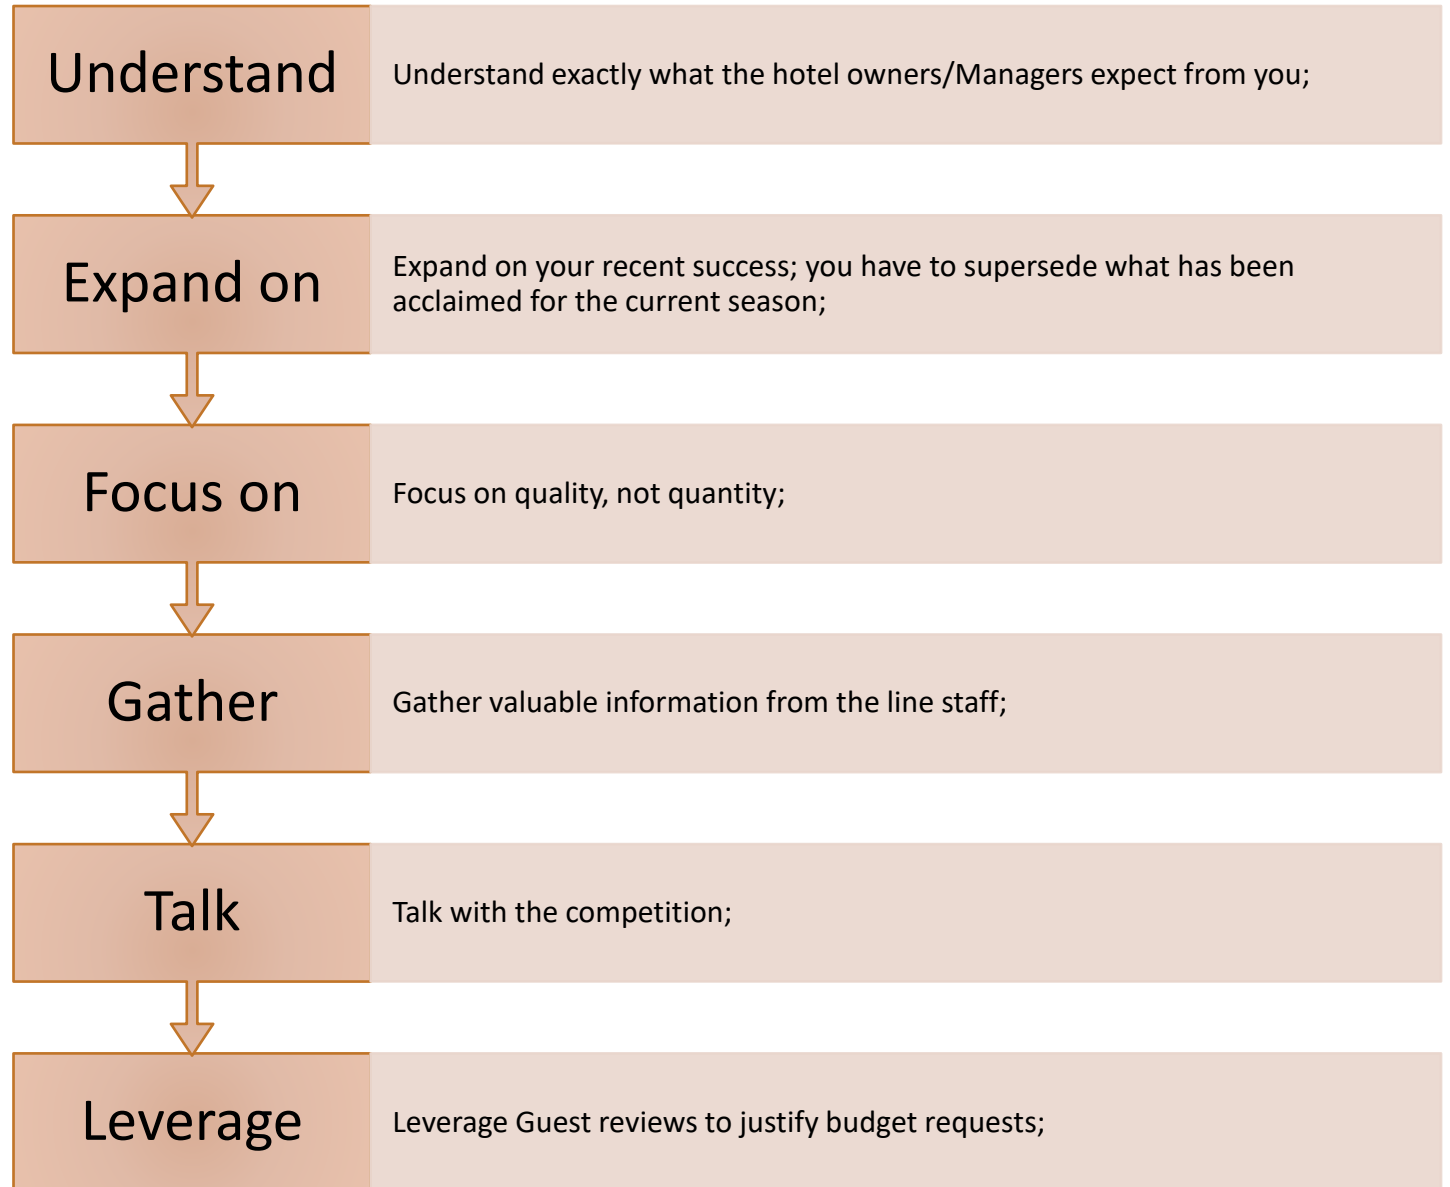 Understand
Understand exactly what the hotel owners/Managers expect from you;
Expand on
Expand on your recent success; you have to supersede what has been
acclaimed for the current season;
Focus on
Focus on quality, not quantity;
Gather
Gather valuable information from the line staff;
Talk
Talk with the competition;
Leverage
Leverage Guest reviews to justify budget requests;